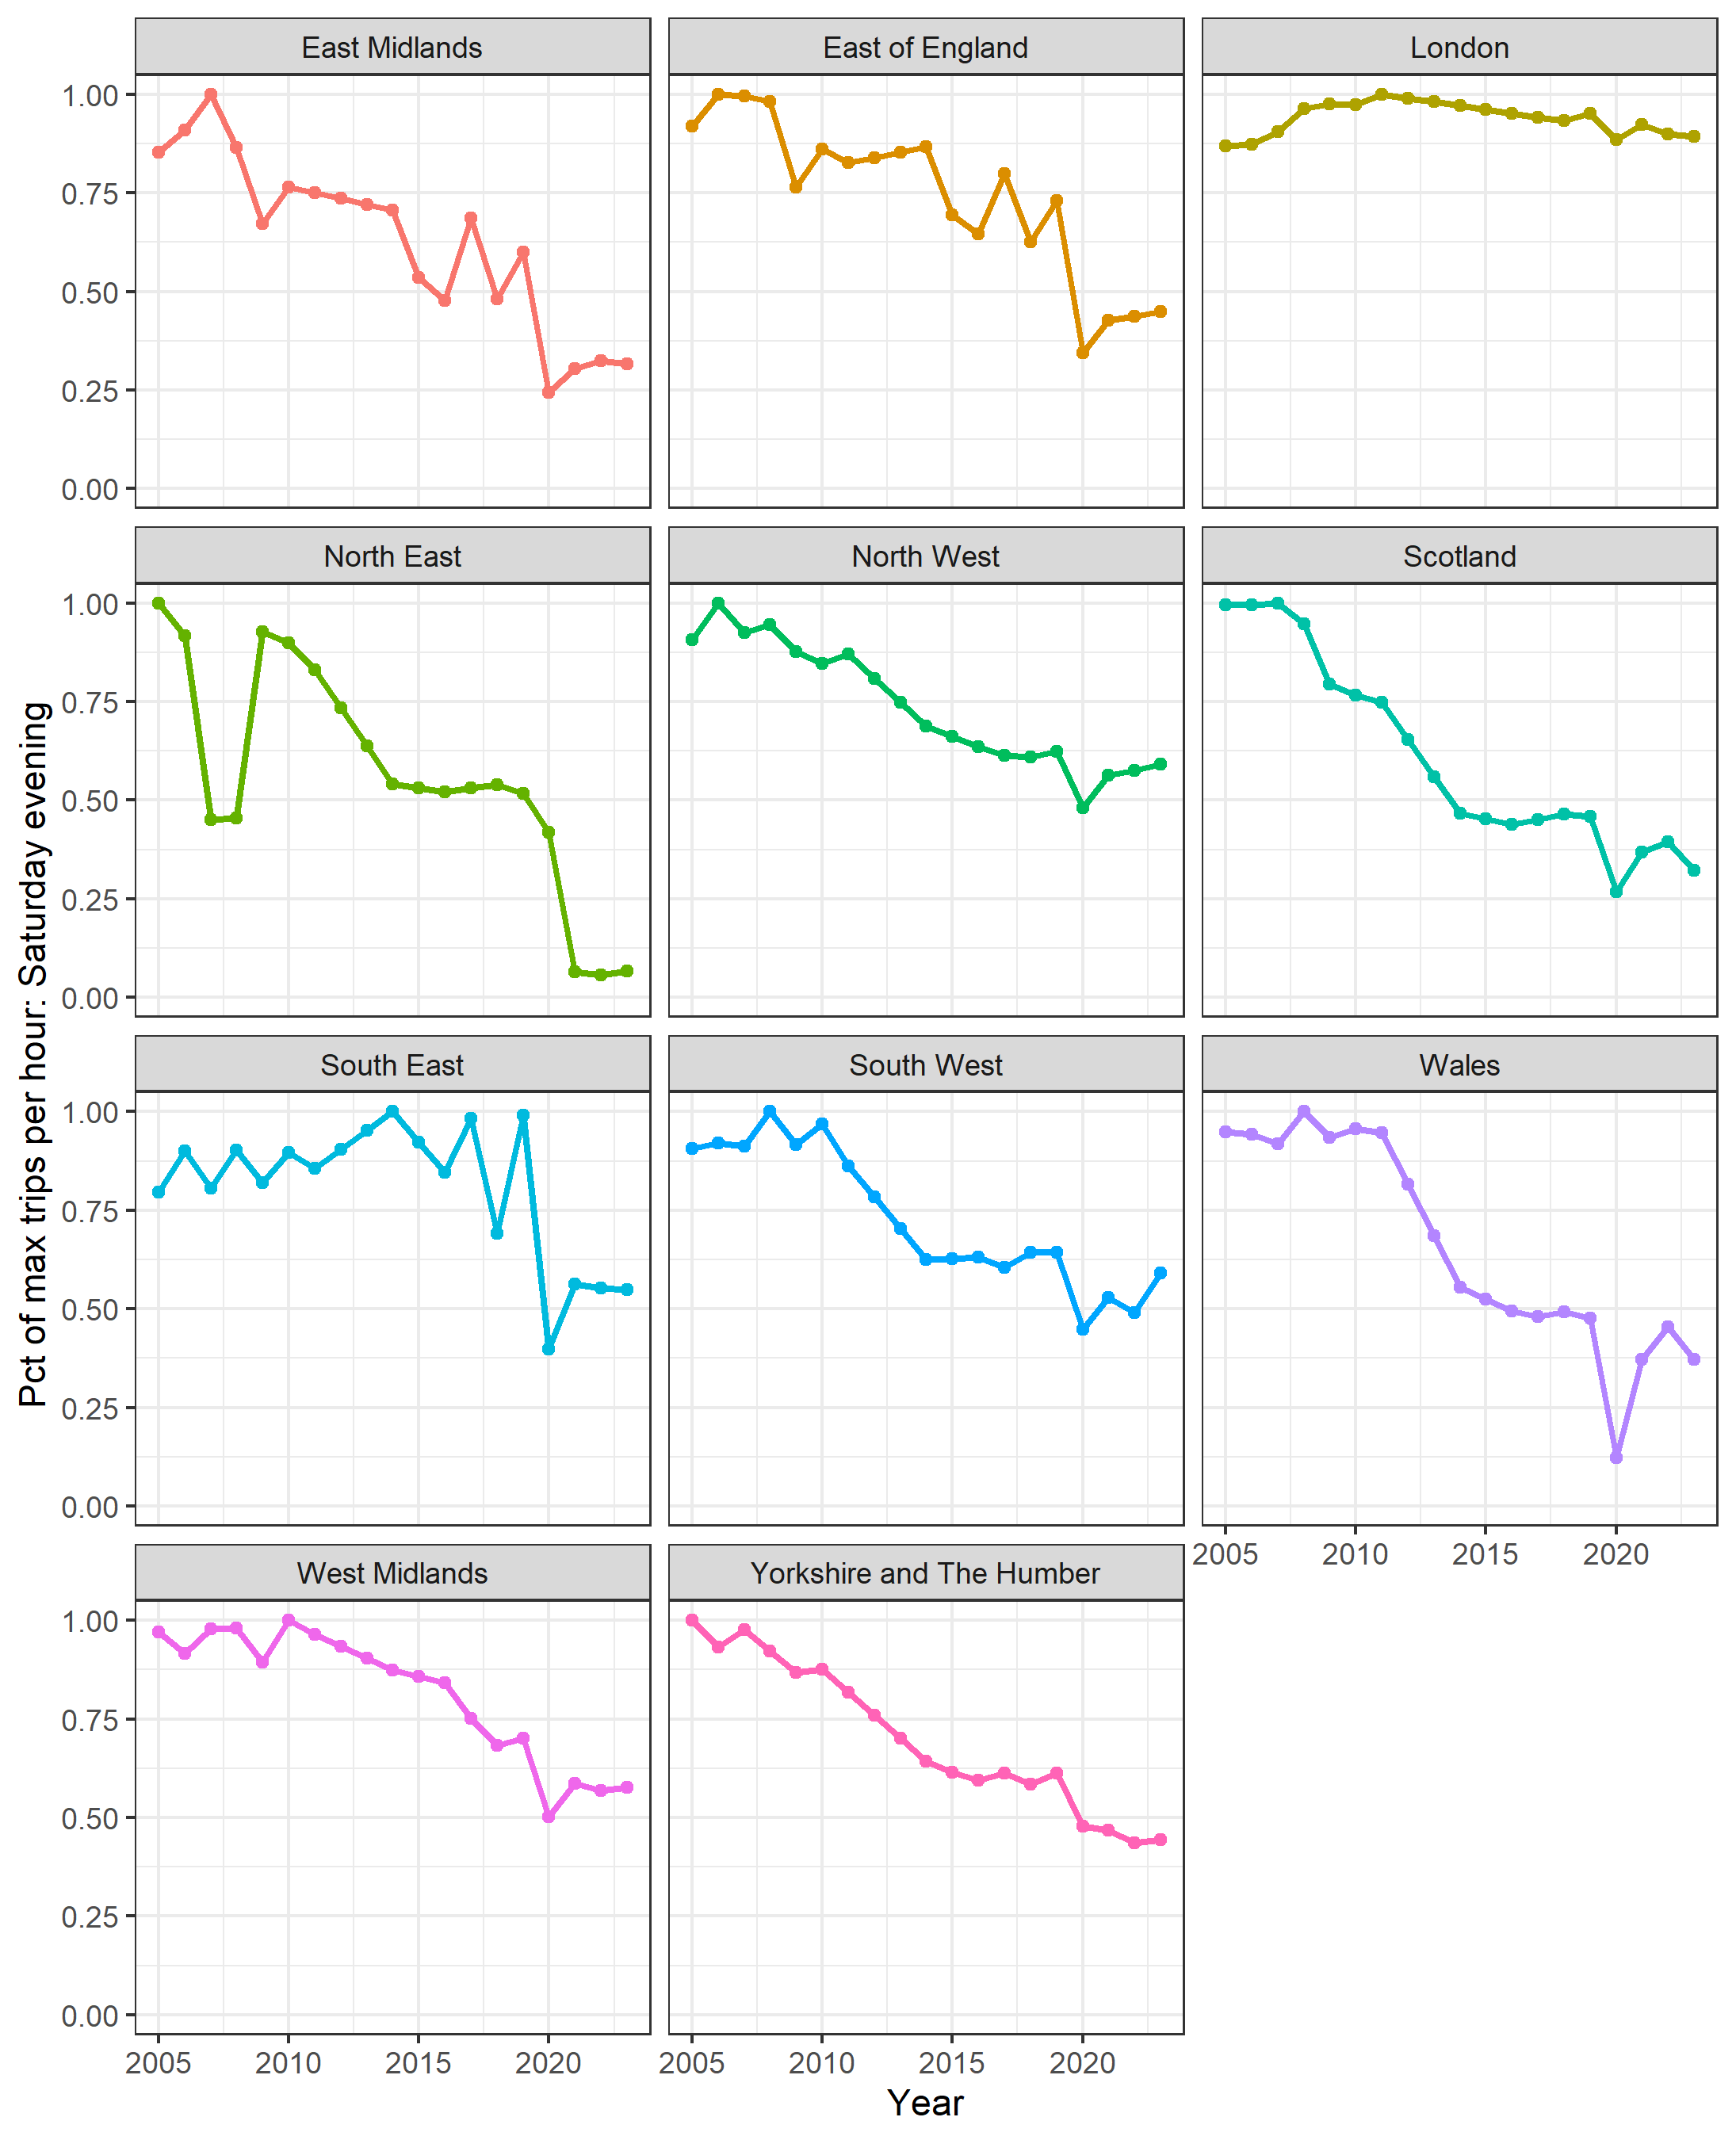 East Midlands
East of England
London
1.00
0.75
0.50
0.25
0.00
North East
North West
Scotland
1.00
0.75
0.50
0.25
0.00
South East
South West
Wales
1.00
0.75
0.50
0.25
0.00
2005 2010 2015 2020
West Midlands
Yorkshire and The Humber
1.00
0.75
0.50
0.25
0.00
2005 2010 2015 2020
2005 2010 2015 2020
Year
Pct of max trips per hour: Saturday evening